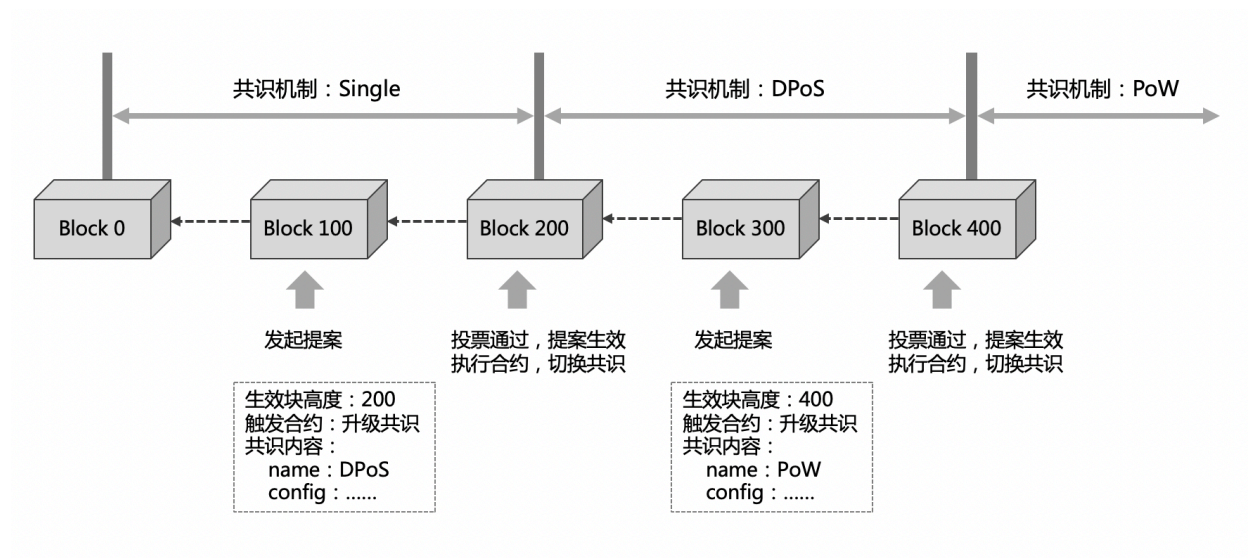 共识机制：Single
共识机制：DPoS
共识机制：PoW
Block 0
Block 100
Block 200
Block 300
Block 400
发起提案
投票通过，提案生效
执行合约，切换共识
发起提案
投票通过，提案生效
执行合约，切换共识
生效块高度：200
触发合约：升级共识
共识内容：
name：DPoS
config：......
生效块高度：400
触发合约：升级共识
共识内容：
name：PoW
config：......